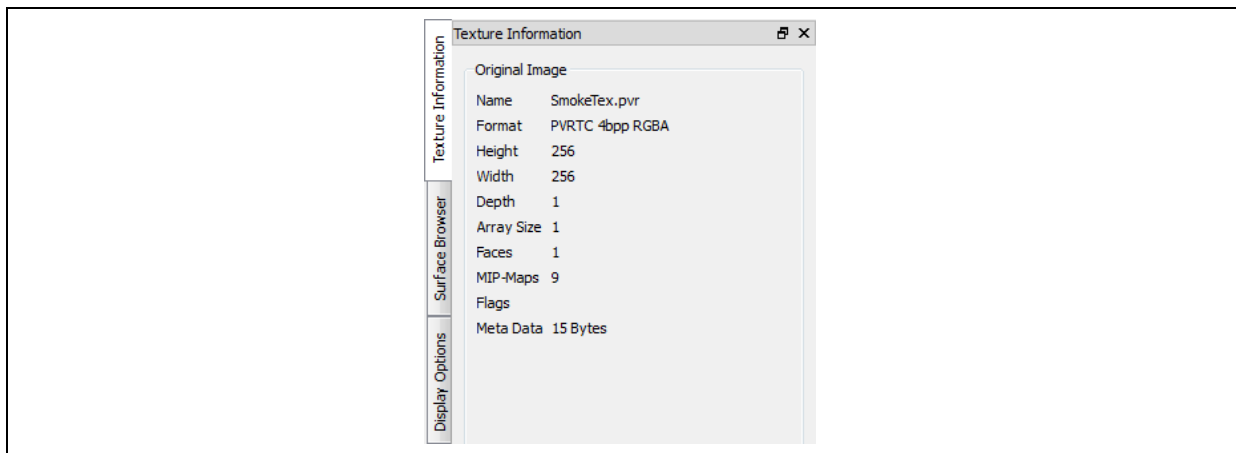 Texture Information
Surface Browser
Display Options
Texture Information
Original Image
Name SmokeTex.pvr
Format PVRTC 4bpp RGBA
Height 256
Width 256
Depth 1
Array Size 1
Faces 1
MIP-Maps 9
Flags
Meta Data 15 Bytes